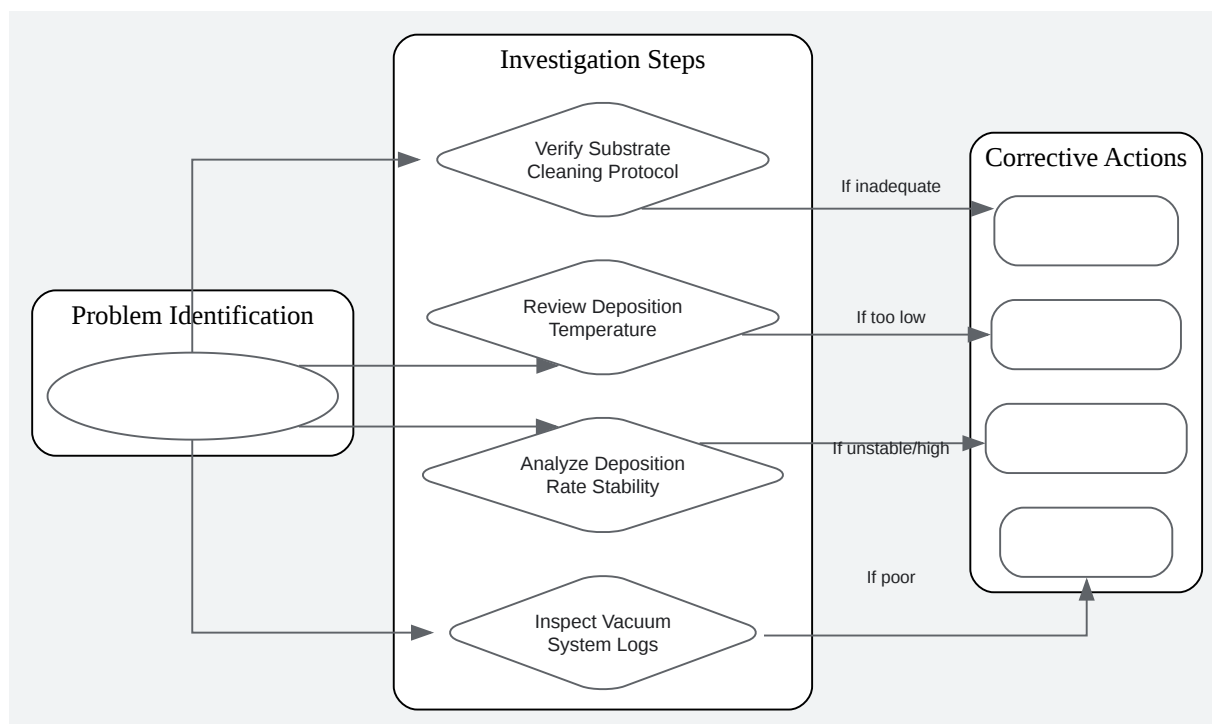 Investigation Steps
Verify Substrate
Cleaning Protocol
Corrective Actions
If inadequate
Review Deposition
Temperature
If too low
Problem Identification
Analyze Deposition
Rate Stability
If unstable/high
Inspect Vacuum
System Logs
If poor